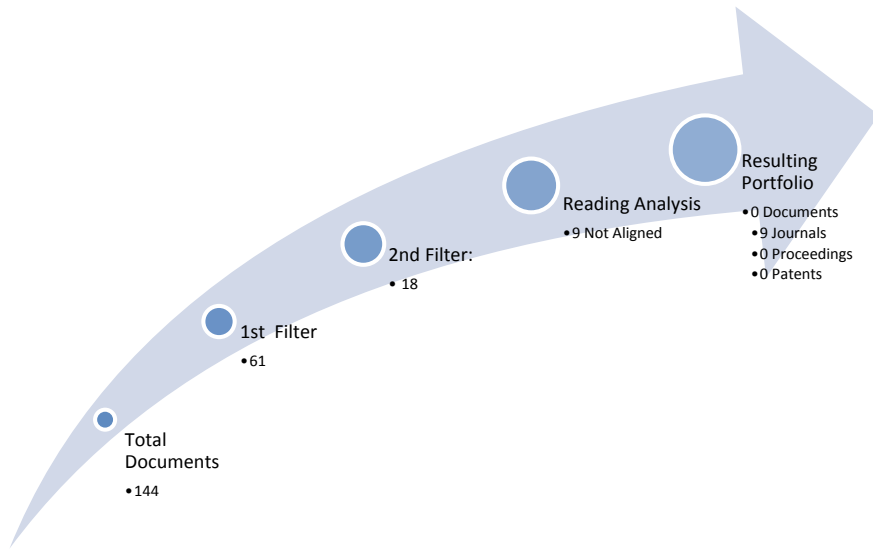 Total
Documents
•144
1st  Filter
•61
2nd Filter:
• 18
Reading Analysis
•9 Not Aligned
Resulting
Portfolio
•0 Documents
•9 Journals
•0 Proceedings
•0 Patents